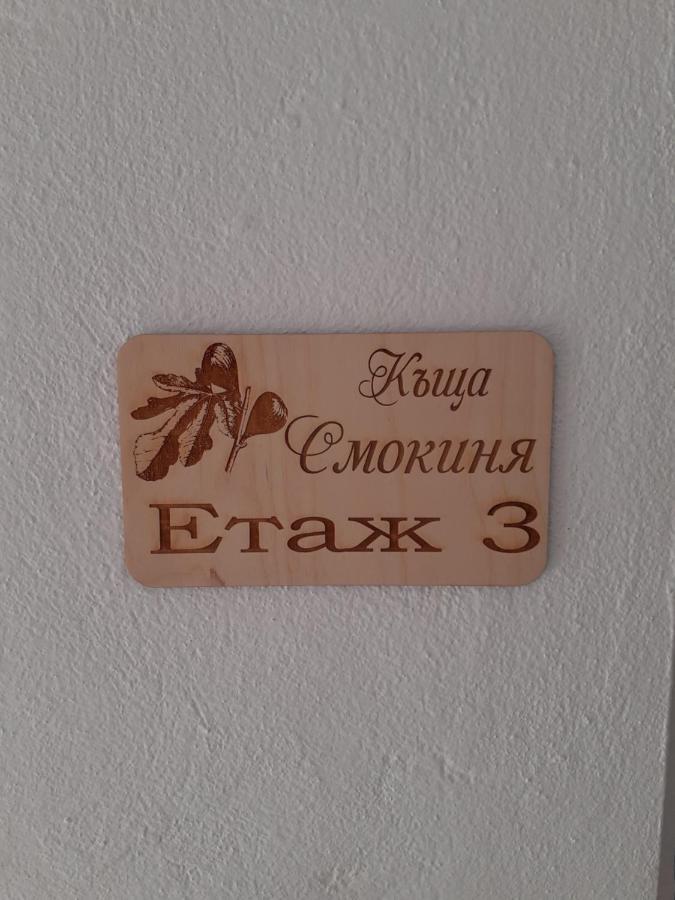 Къща
Смокиня
Етаж 3